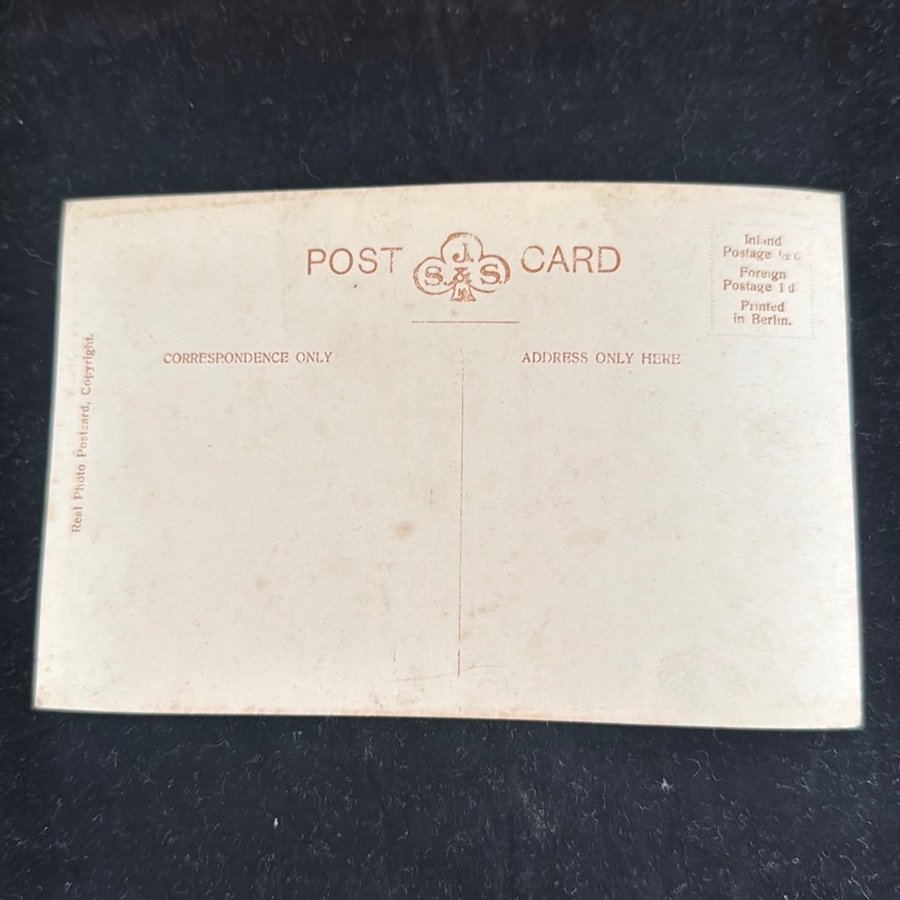 POST J. S. & S. CARD
Inland
Postage ½ d
Foreign
Postage 1 d
Printed
in Berlin.
CORRESPONDENCE ONLY
ADDRESS ONLY HERE
Real Photo Postcard, Copyright.